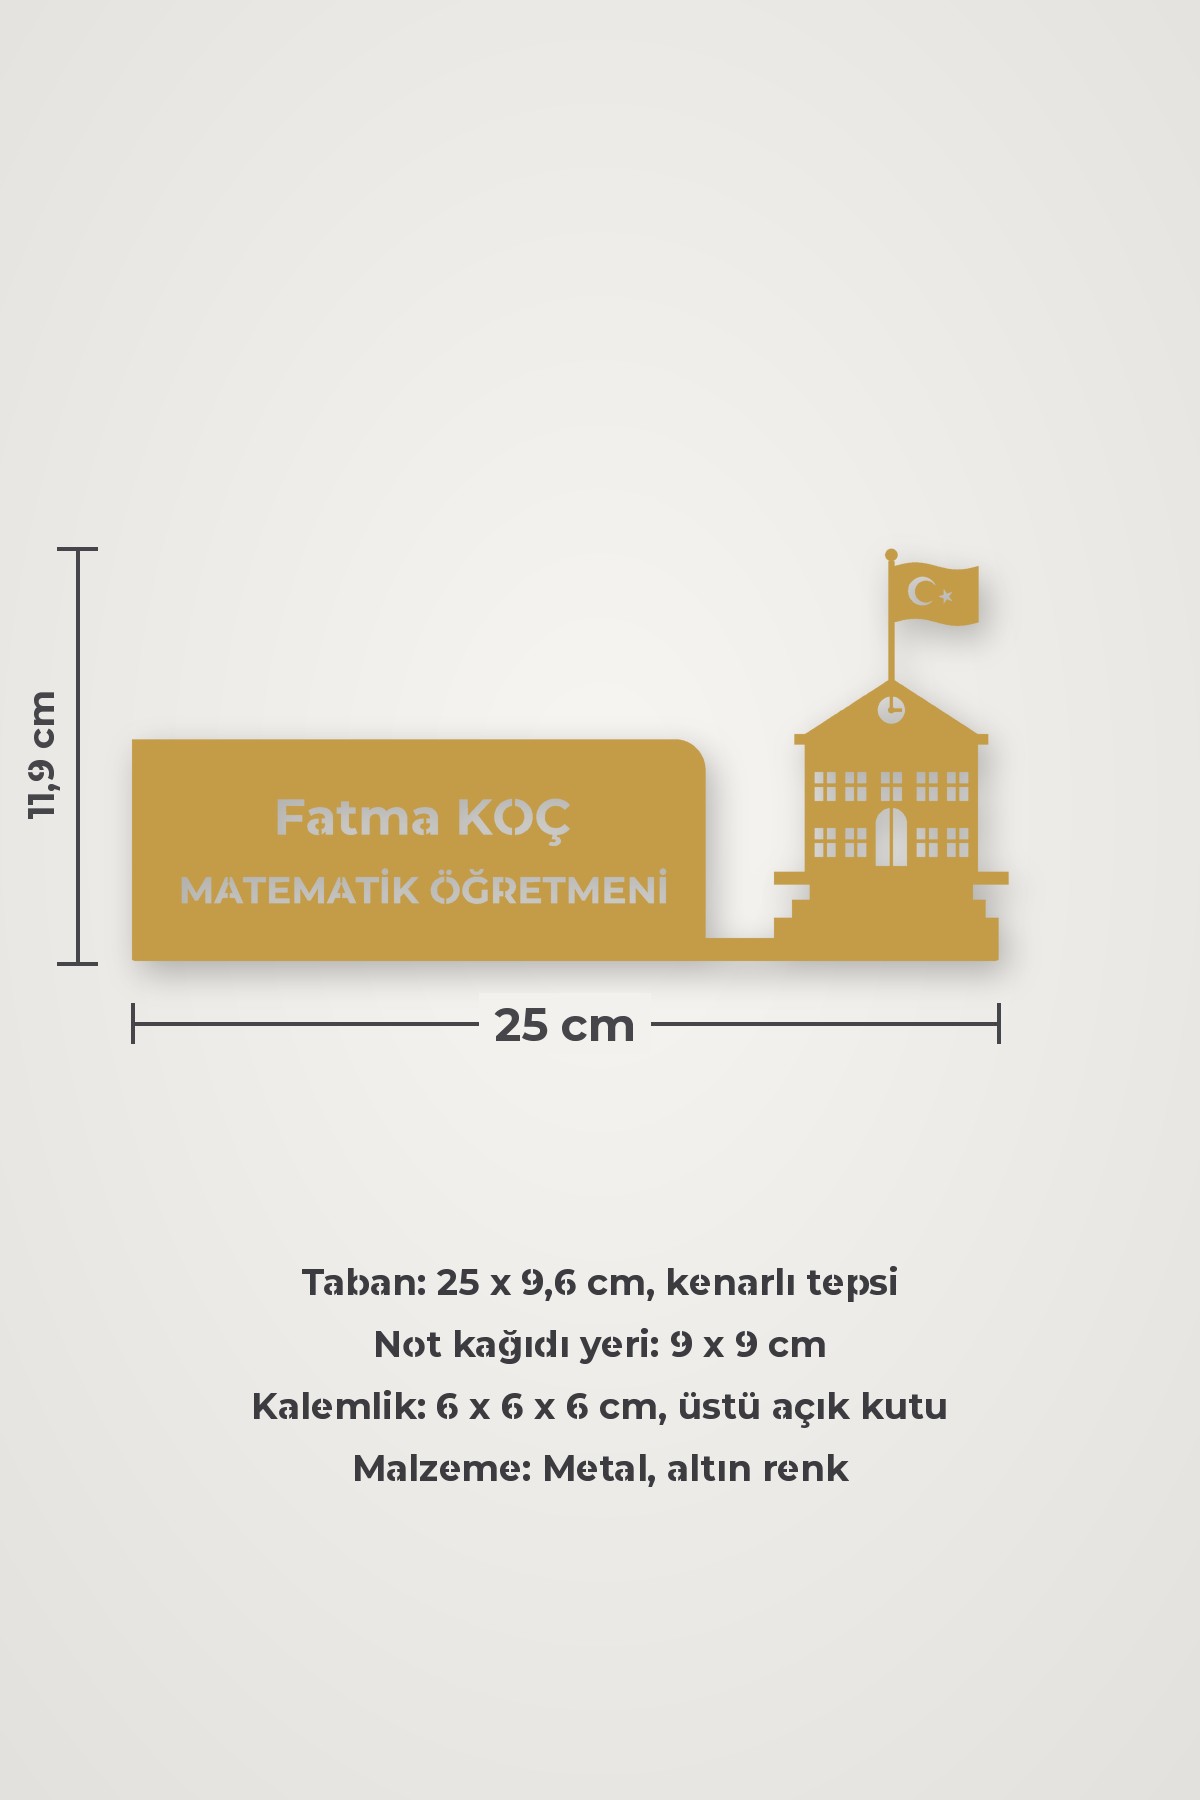 11,9 cm
Fatma KOÇ
MATEMATİK ÖĞRETMENİ
25 cm
Taban: 25 x 9,6 cm, kenarlı tepsi
Not kağıdı yeri: 9 x 9 cm
Kalemlik: 6 x 6 x 6 cm, üstü açık kutu
Malzeme: Metal, altın renk